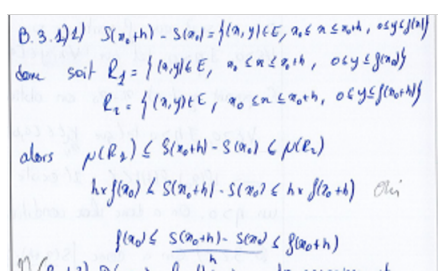 B.3.1)1) S(x₀+h) - S(x₀) = {(x,y)∈E, x₀ ≤ x ≤ x₀+h, 0≤y≤f(x)}
donc soit R₁ = {(x,y)∈E, x₀ ≤ x ≤ x₀+h, 0≤y≤f(x₀)}
R₂ = {(x,y)∈E, x₀ ≤ x ≤ x₀+h, 0≤y≤f(x₀+h)}
alors μ(R₁) ≤ S(x₀+h) - S(x₀) ≤ μ(R₂)
h×f(x₀) ≤ S(x₀+h) - S(x₀) ≤ h× f(x₀+h) Oui
f(x₀) ≤ S(x₀+h) - S(x₀) / h ≤ f(x₀+h)